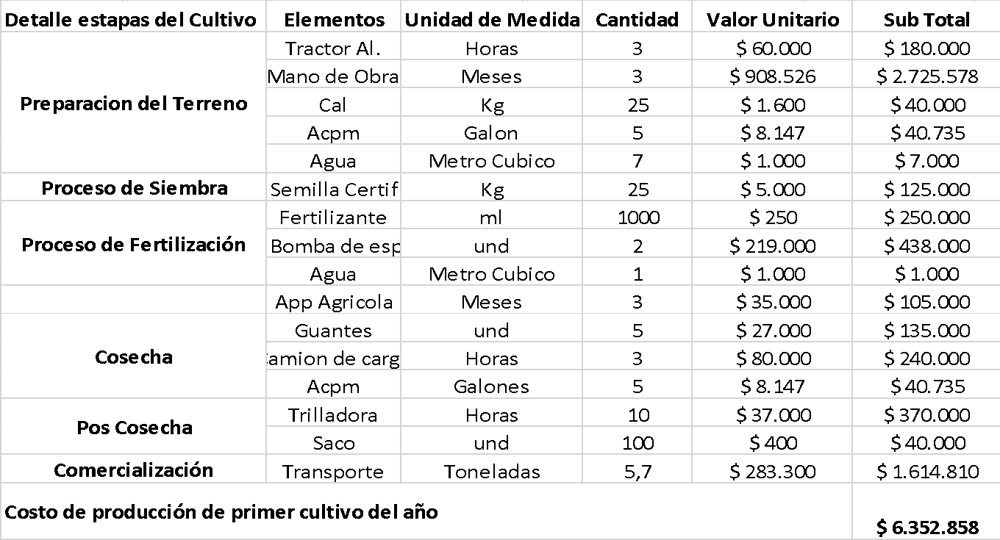 Detalle estapas del Cultivo Elementos Unidad de Medida Cantidad Valor Unitario Sub Total
Preparacion del Terreno
Tractor Al. Horas 3 $ 60.000 $ 180.000
Mano de Obra Meses 3 $ 908.526 $ 2.725.578
Cal Kg 25 $ 1.600 $ 40.000
Acpm Galon 5 $ 8.147 $ 40.735
Agua Metro Cubico 7 $ 1.000 $ 7.000
Proceso de Siembra Semilla Certif Kg 25 $ 5.000 $ 125.000
Proceso de Fertilización
Fertilizante ml 1000 $ 250 $ 250.000
Bomba de esp und 2 $ 219.000 $ 438.000
Agua Metro Cubico 1 $ 1.000 $ 1.000
App Agricola Meses 3 $ 35.000 $ 105.000
Cosecha
Guantes und 5 $ 27.000 $ 135.000
amion de carg Horas 3 $ 80.000 $ 240.000
Acpm Galones 5 $ 8.147 $ 40.735
Pos Cosecha
Trilladora Horas 10 $ 37.000 $ 370.000
Saco und 100 $ 400 $ 40.000
Comercialización Transporte Toneladas 5,7 $ 283.300 $ 1.614.810
Costo de producción de primer cultivo del año $ 6.352.858